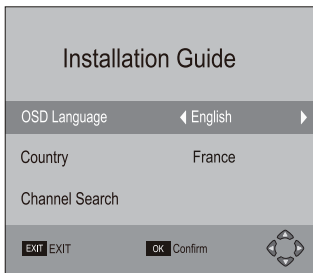 Installation Guide
OSD Language English
Country France
Channel Search
EXIT EXIT OK Confirm